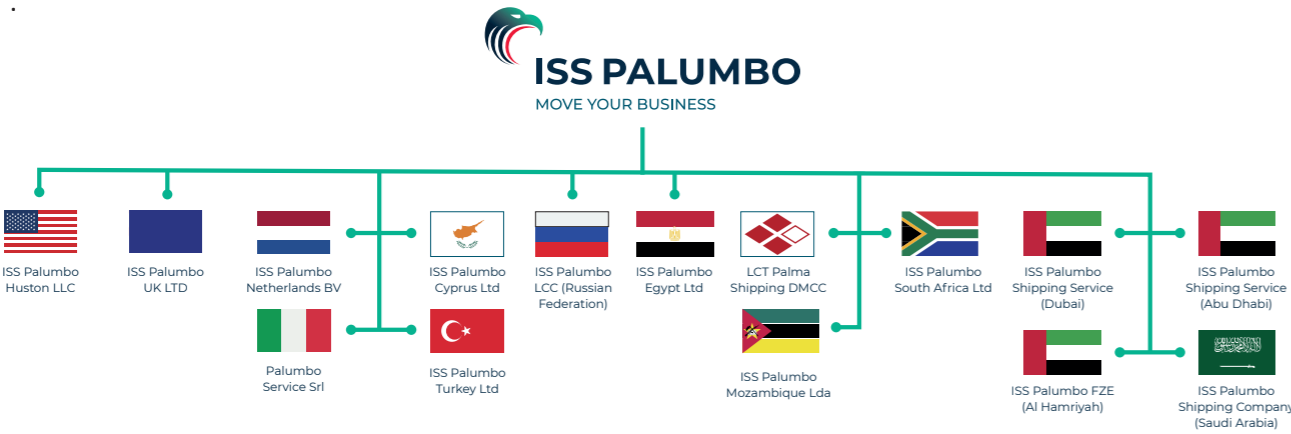 ISS PALUMBO
MOVE YOUR BUSINESS
ISS Palumbo
Huston LLC
ISS Palumbo
UK LTD
ISS Palumbo
Netherlands BV
ISS Palumbo
Cyprus Ltd
ISS Palumbo
LCC (Russian
Federation)
ISS Palumbo
Egypt Ltd
LCT Palma
Shipping DMCC
ISS Palumbo
South Africa Ltd
ISS Palumbo
Shipping Service
(Dubai)
ISS Palumbo
Shipping Service
(Abu Dhabi)
Palumbo
Service Srl
ISS Palumbo
Turkey Ltd
ISS Palumbo
Mozambique Lda
ISS Palumbo FZE
(Al Hamriyah)
ISS Palumbo
Shipping Company
(Saudi Arabia)